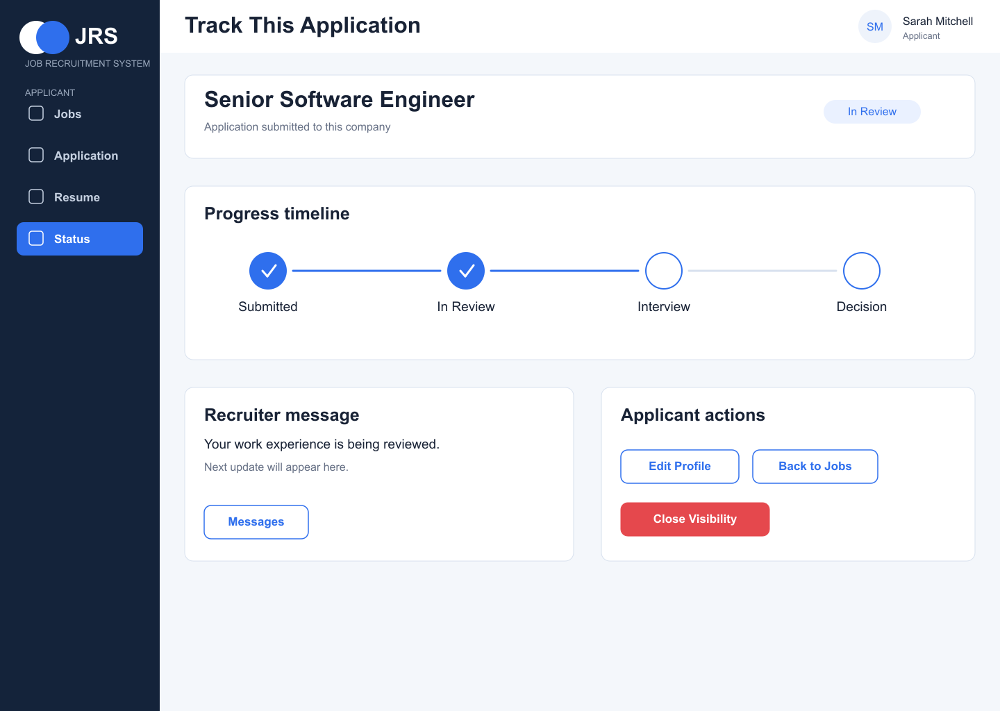 JRS
JOB RECRUITMENT SYSTEM
APPLICANT
Jobs
Application
Resume
Status
Track This Application
SM
Sarah Mitchell
Applicant
Senior Software Engineer
Application submitted to this company
In Review
Progress timeline
Submitted
In Review
Interview
Decision
Recruiter message
Your work experience is being reviewed.
Next update will appear here.
Messages
Applicant actions
Edit Profile
Back to Jobs
Close Visibility